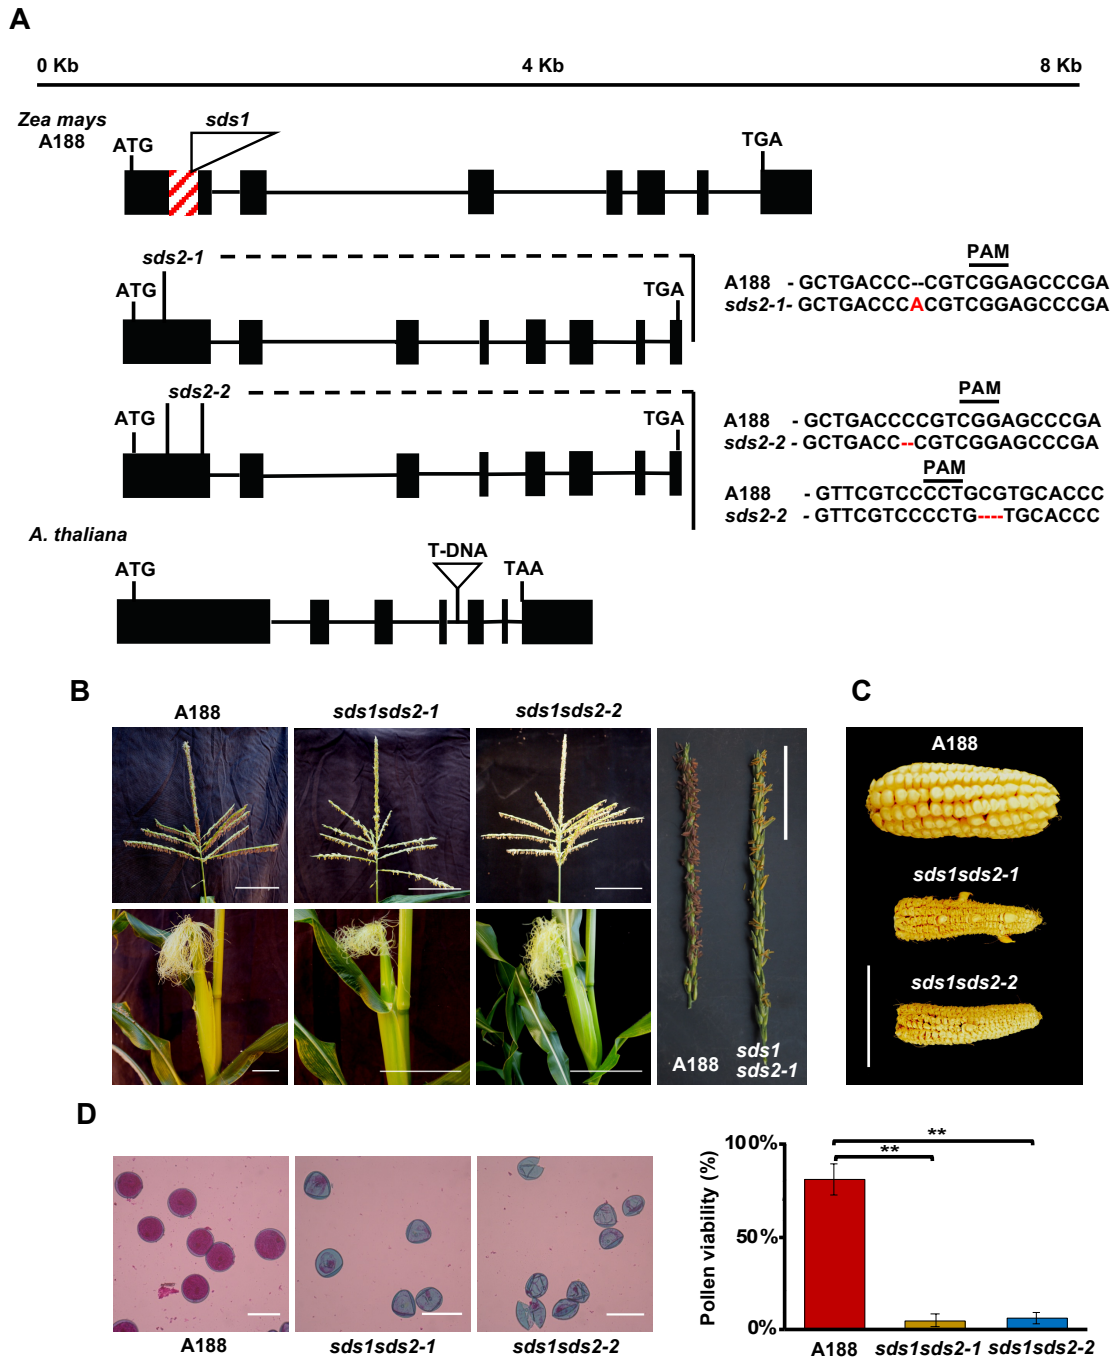 A
0 Kb 4 Kb 8 Kb
Zea mays
A188
sds1
ATG
TGA
sds2-1
ATG
TGA
PAM
A188 - GCTGACCC--CGTCGGAGCCCGA
sds2-1- GCTGACCCACGTCGGAGCCCGA
sds2-2
ATG
TGA
PAM
A188 - GCTGACCCCCGTCGGAGCCCGA
sds2-2 - GCTGACC--CGTCGGAGCCCGA
PAM
A188 - GTTCGTCCCCTGCGTGCACCC
sds2-2 - GTTCGTCCCCTG----TGCACCC
A. thaliana
ATG
T-DNA
TAA
B
A188 sds1sds2-1 sds1sds2-2
A188
sds1
sds2-1
C
A188
sds1sds2-1
sds1sds2-2
D
A188 sds1sds2-1 sds1sds2-2
Pollen viability (%)
100%
50%
0%
**
**
A188 sds1sds2-1 sds1sds2-2